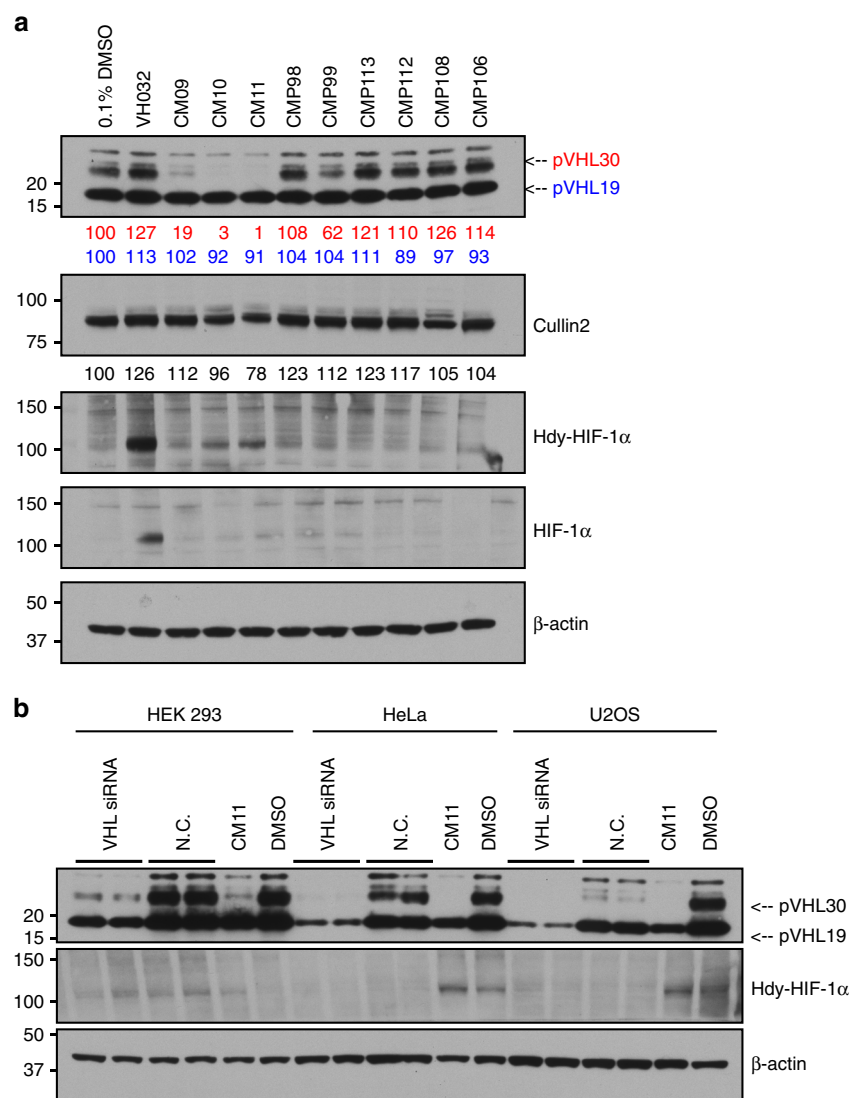 a
0.1% DMSO VH032 CM09 CM10 CM11 CMP98 CMP99 CMP113 CMP112 CMP108 CMP106
<-- pVHL30
20
<-- pVHL19
15
100 127 19 3 1 108 62 121 110 126 114
100 113 102 92 91 104 104 111 89 97 93
100
Cullin2
75
100 126 112 96 78 123 112 123 117 105 104
150
Hdy-HIF-1α
100
150
HIF-1α
100
50
β-actin
37
b
HEK 293 HeLa U2OS
VHL siRNA N.C. CM11 DMSO VHL siRNA N.C. CM11 DMSO VHL siRNA N.C. CM11 DMSO
<-- pVHL30
20
<-- pVHL19
15
150
Hdy-HIF-1α
100
50
β-actin
37